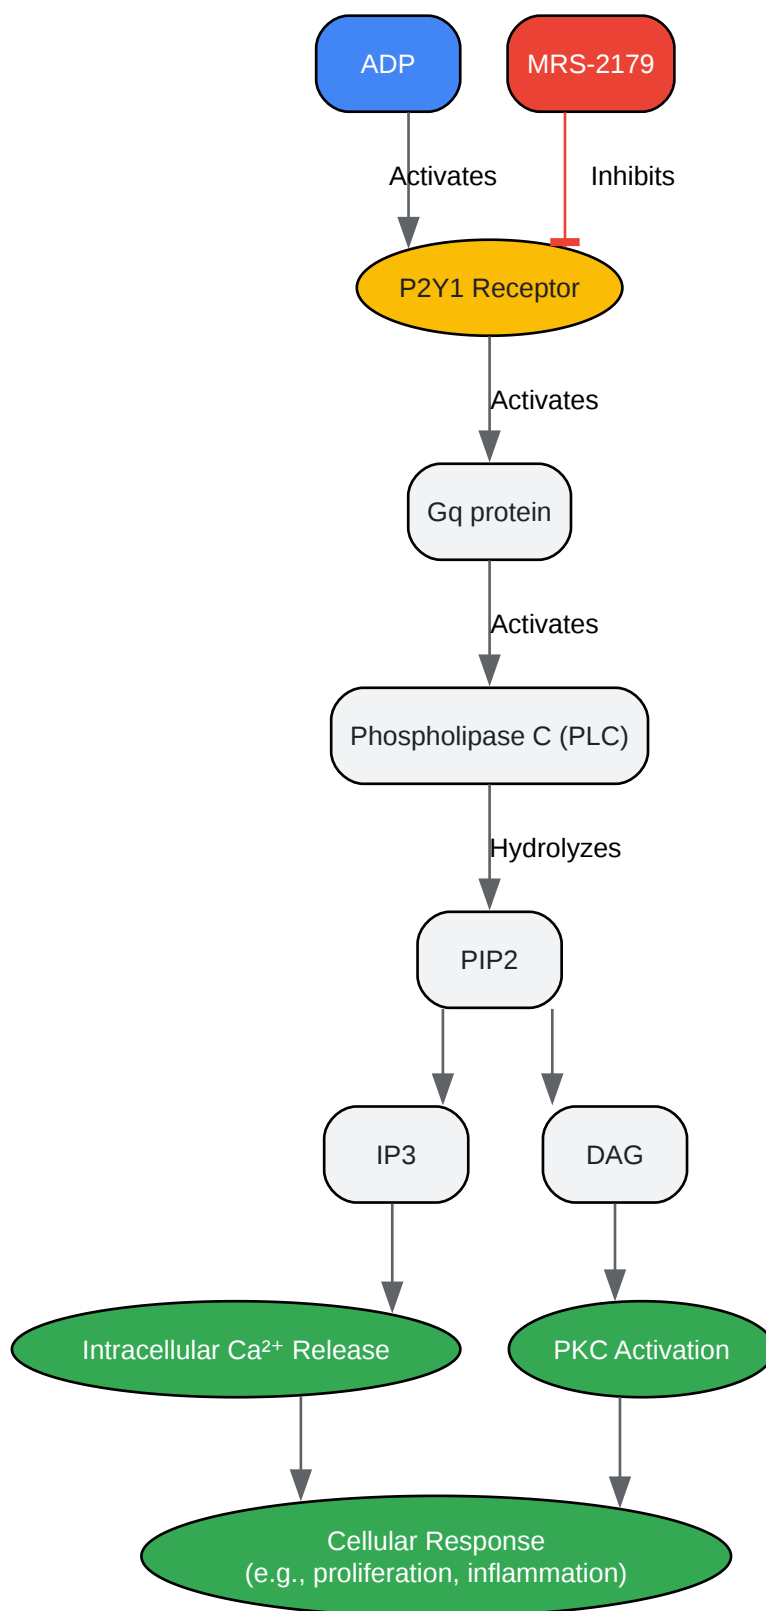 ADP
MRS-2179
Activates
Inhibits
P2Y1 Receptor
Activates
Gq protein
Activates
Phospholipase C (PLC)
Hydrolyzes
PIP2
IP3
DAG
Intracellular Ca²⁺ Release
PKC Activation
Cellular Response
(e.g., proliferation, inflammation)